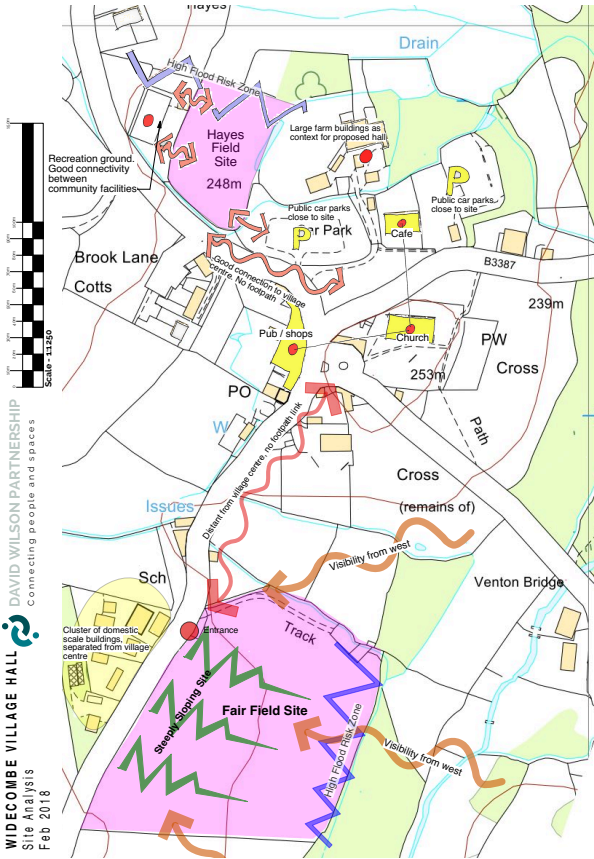 Hayes
Drain
High Flood Risk Zone
Hayes
Field
Site
248m
Large farm buildings as
context for proposed hall
Recreation ground.
Good connectivity
between
community facilities
Public car parks
close to site
P
ar Park
P
Public car parks
close to site
Cafe
B3387
Brook Lane
Cotts
Good connection to village
centre. No footpath
239m
Pub / shops
Church
PW
Cross
253m
PO
W
Path
Distant from village centre, no footpath link
Cross
(remains of)
Issues
Visibility from west
Sch
Venton Bridge
Cluster of domestic
scale buildings,
separated from village
centre
Entrance
Track
Steeply Sloping Site
Fair Field Site
High Flood Risk Zone
Visibility from west
Scale - 1:1250
DAVID WILSON PARTNERSHIP
Connecting people and spaces
WIDECOMBE VILLAGE HALL
Site Analysis
Feb 2018